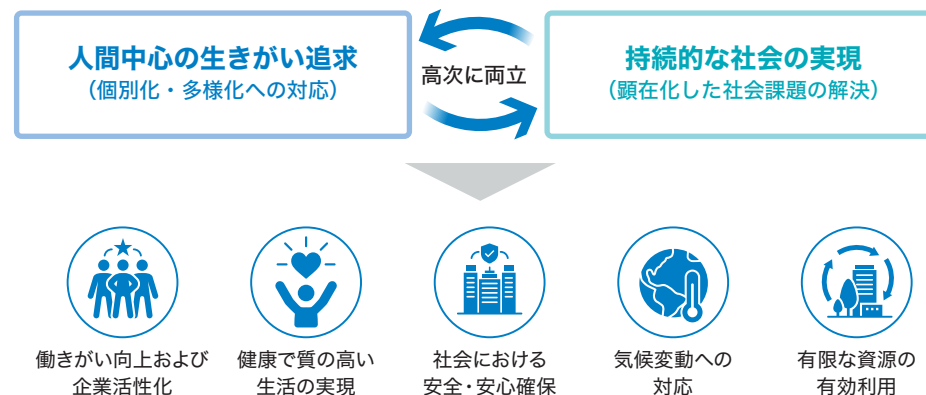 人間中心の生きがい追求
（個別化・多様化への対応）
高次に両立
持続的な社会の実現
（顕在化した社会課題の解決）
働きがい向上および
企業活性化
健康で質の高い
生活の実現
社会における
安全・安心確保
気候変動への
対応
有限な資源の
有効利用